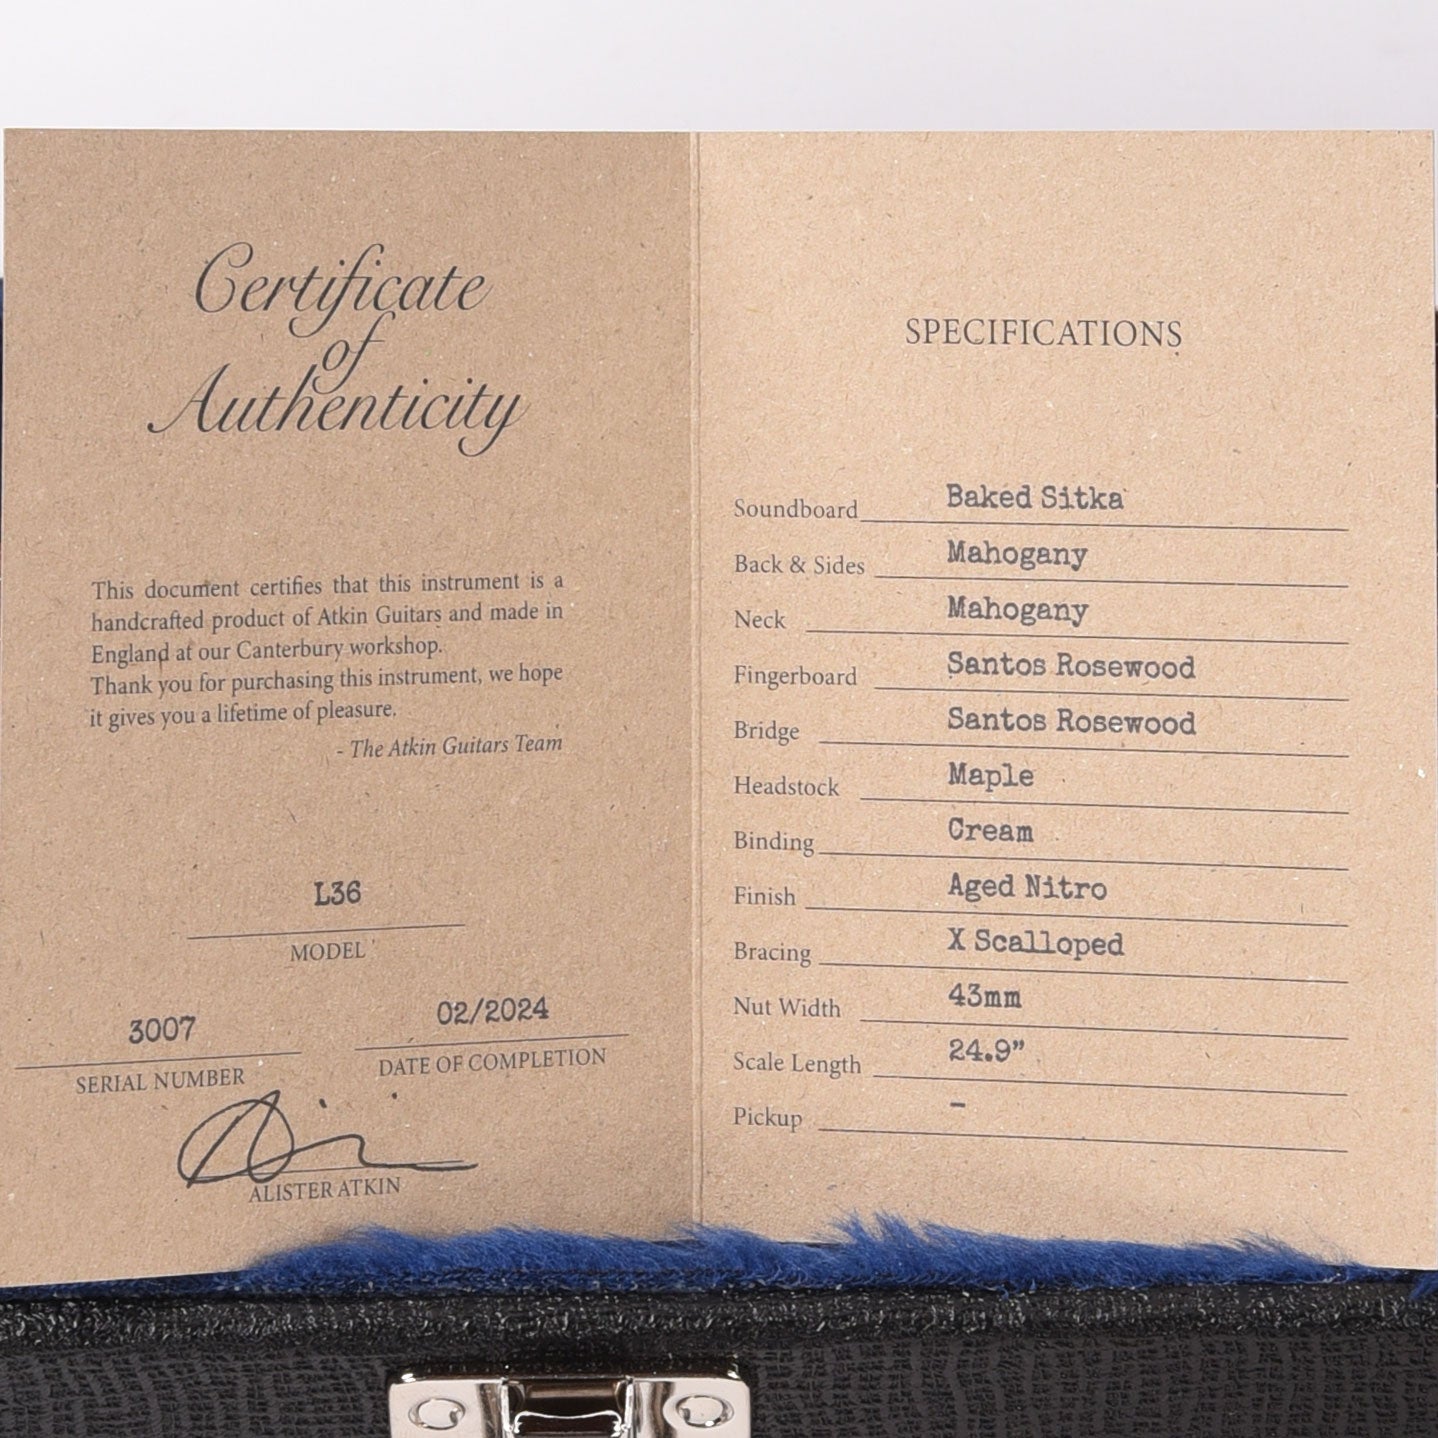 Certificate
of
Authenticity
This document certifies that this instrument is a
handcrafted product of Atkin Guitars and made in
England at our Canterbury workshop.
Thank you for purchasing this instrument, we hope
it gives you a lifetime of pleasure.
- The Atkin Guitars Team
L36
MODEL
3007
SERIAL NUMBER
02/2024
DATE OF COMPLETION
ALISTER ATKIN
SPECIFICATIONS
Soundboard Baked Sitka
Back & Sides Mahogany
Neck Mahogany
Fingerboard Santos Rosewood
Bridge Santos Rosewood
Headstock Maple
Binding Cream
Finish Aged Nitro
Bracing X Scalloped
Nut Width 43mm
Scale Length 24.9”
Pickup -